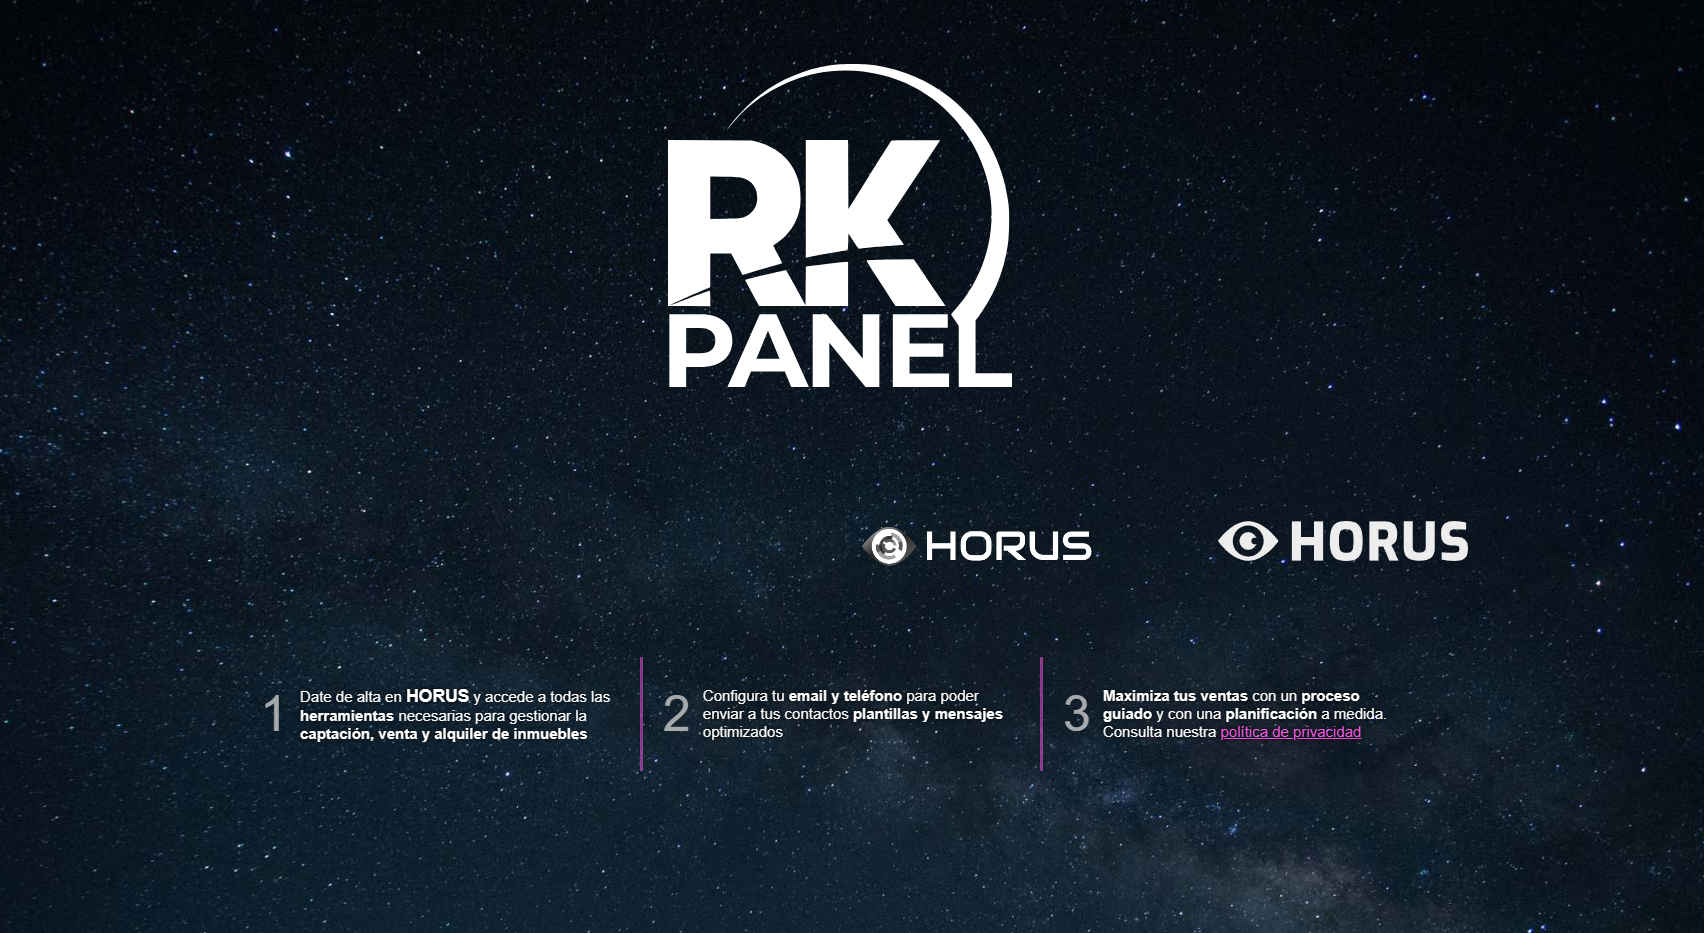 RK
PANEL
HORUS
HORUS
1
Date de alta en HORUS y accede a todas las
herramientas necesarias para gestionar la
captación, venta y alquiler de inmuebles
2
Configura tu email y teléfono para poder
enviar a tus contactos plantillas y mensajes
optimizados
3
Maximiza tus ventas con un proceso
guiado y con una planificación a medida.
Consulta nuestra política de privacidad